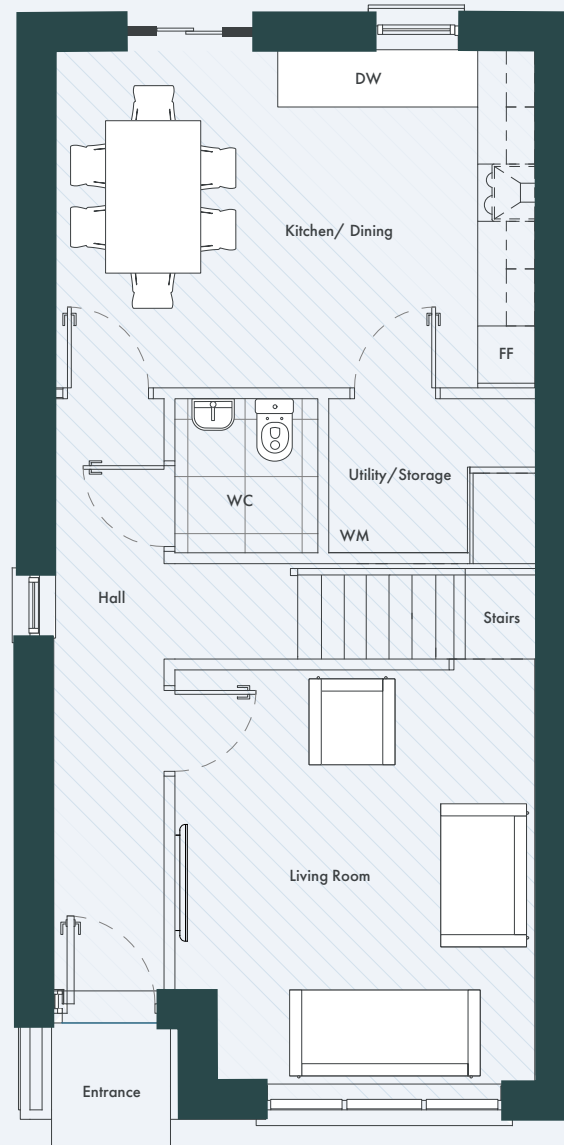 DW
Kitchen/ Dining
FF
Utility/Storage
WC
WM
Hall
Stairs
Living Room
Entrance